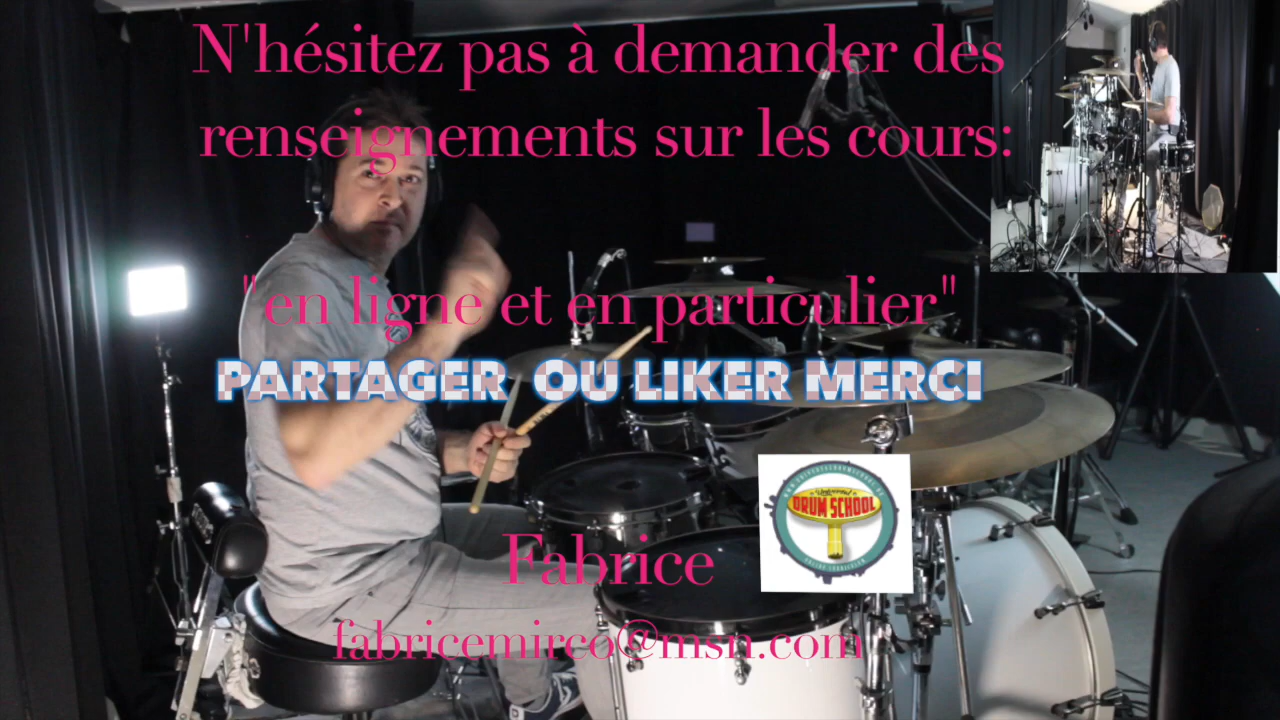 N'hésitez pas à demander des
renseignements sur les cours:
"en ligne et en particulier"
PARTAGER OU LIKER MERCI
DRUM SCHOOL
Fabrice
fabricemirco@msn.com